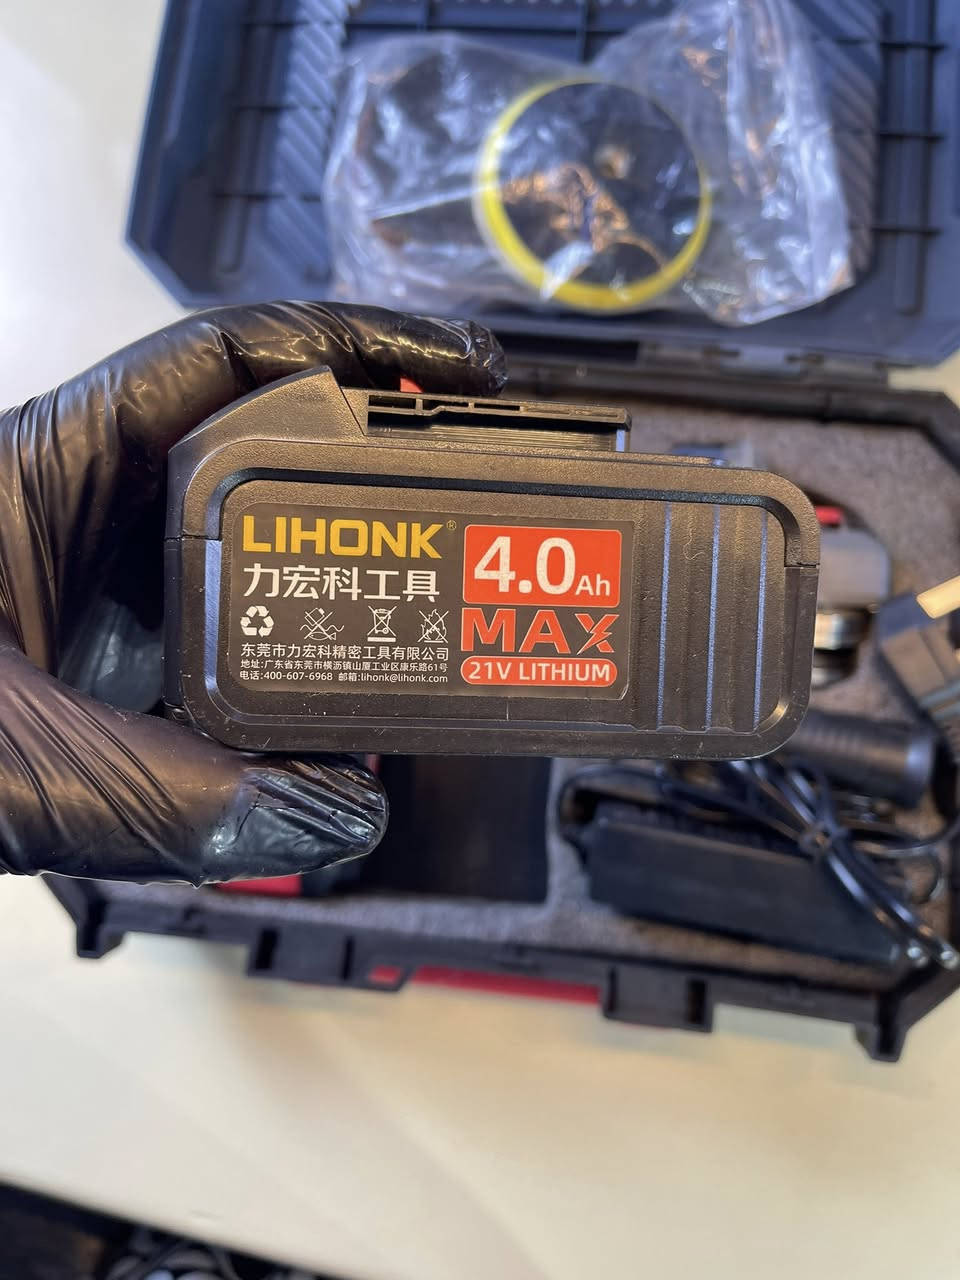 LIHONK®
力宏科工具
东莞市力宏科精密工具有限公司
地址:广东省东莞市横沥镇山厦工业区康乐路61号
电话:400-607-6968 邮箱:lihonk@lihonk.com
4.0Ah
MAX
21V LITHIUM